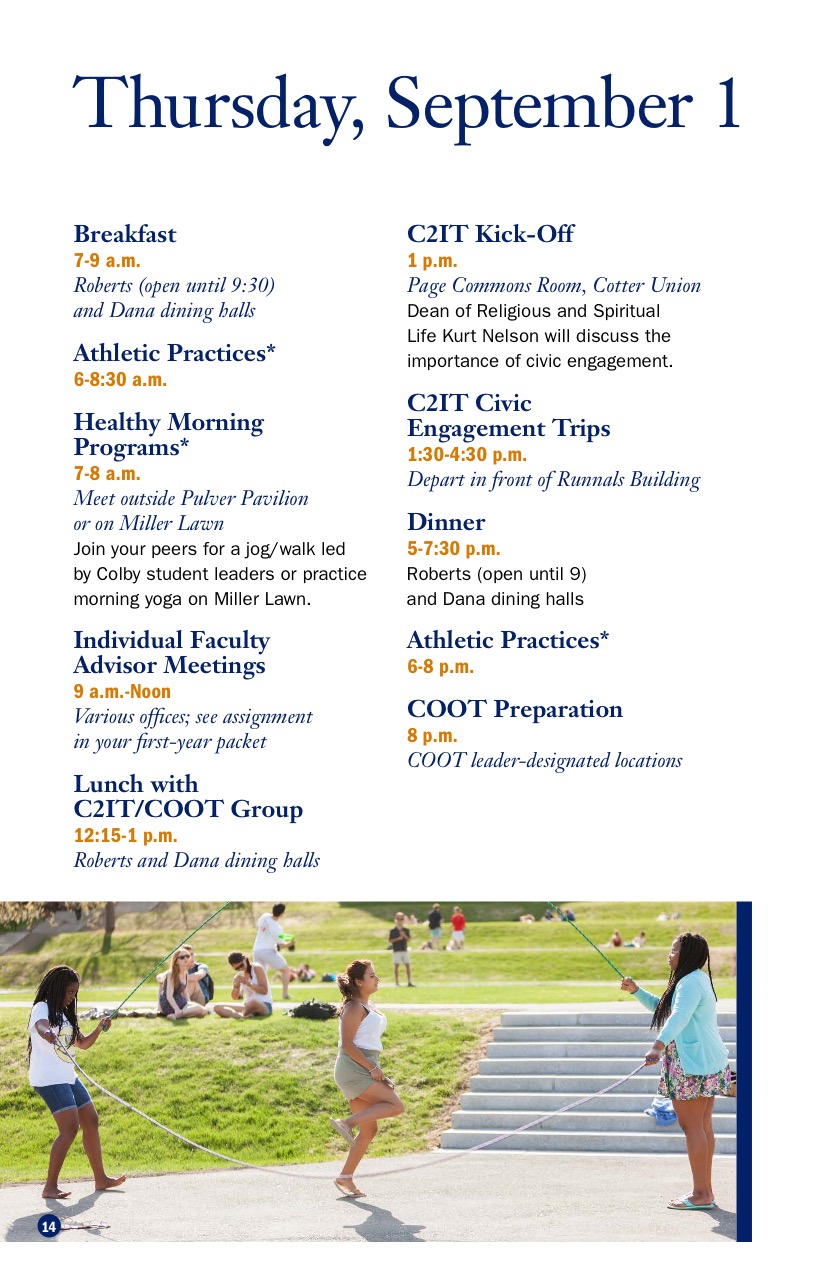 Thursday, September 1
Breakfast
7-9 a.m.
Roberts (open until 9:30)
and Dana dining halls
Athletic Practices*
6-8:30 a.m.
Healthy Morning
Programs*
7-8 a.m.
Meet outside Pulver Pavilion
or on Miller Lawn
Join your peers for a jog/walk led
by Colby student leaders or practice
morning yoga on Miller Lawn.
Individual Faculty
Advisor Meetings
9 a.m.-Noon
Various offices; see assignment
in your first-year packet
Lunch with
C2IT/COOT Group
12:15-1 p.m.
Roberts and Dana dining halls
C2IT Kick-Off
1 p.m.
Page Commons Room, Cotter Union
Dean of Religious and Spiritual
Life Kurt Nelson will discuss the
importance of civic engagement.
C2IT Civic
Engagement Trips
1:30-4:30 p.m.
Depart in front of Runnals Building
Dinner
5-7:30 p.m.
Roberts (open until 9)
and Dana dining halls
Athletic Practices*
6-8 p.m.
COOT Preparation
8 p.m.
COOT leader-designated locations
14